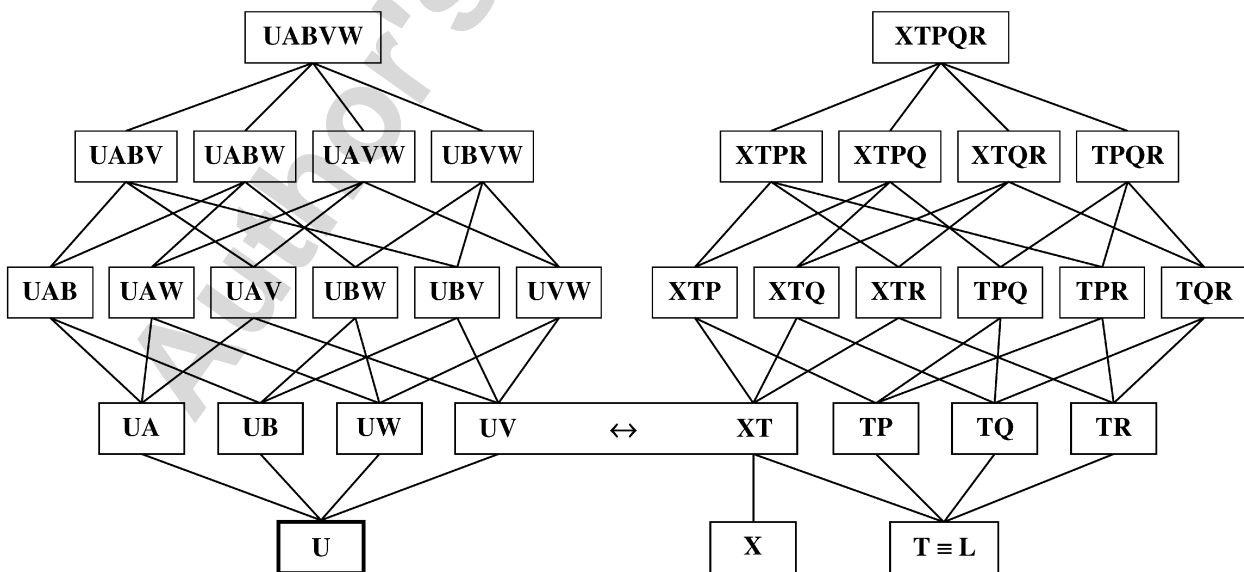 UABVW XTPQR
UABV UABW UAVW UBVW XTPR XTPQ XTQR TPQR
UAB UAW UAV UBW UBV UVW XTP XTQ XTR TPQ TPR TQR
UA UB UW UV ↔ XT TP TQ TR
U X T ≡ L
Author's